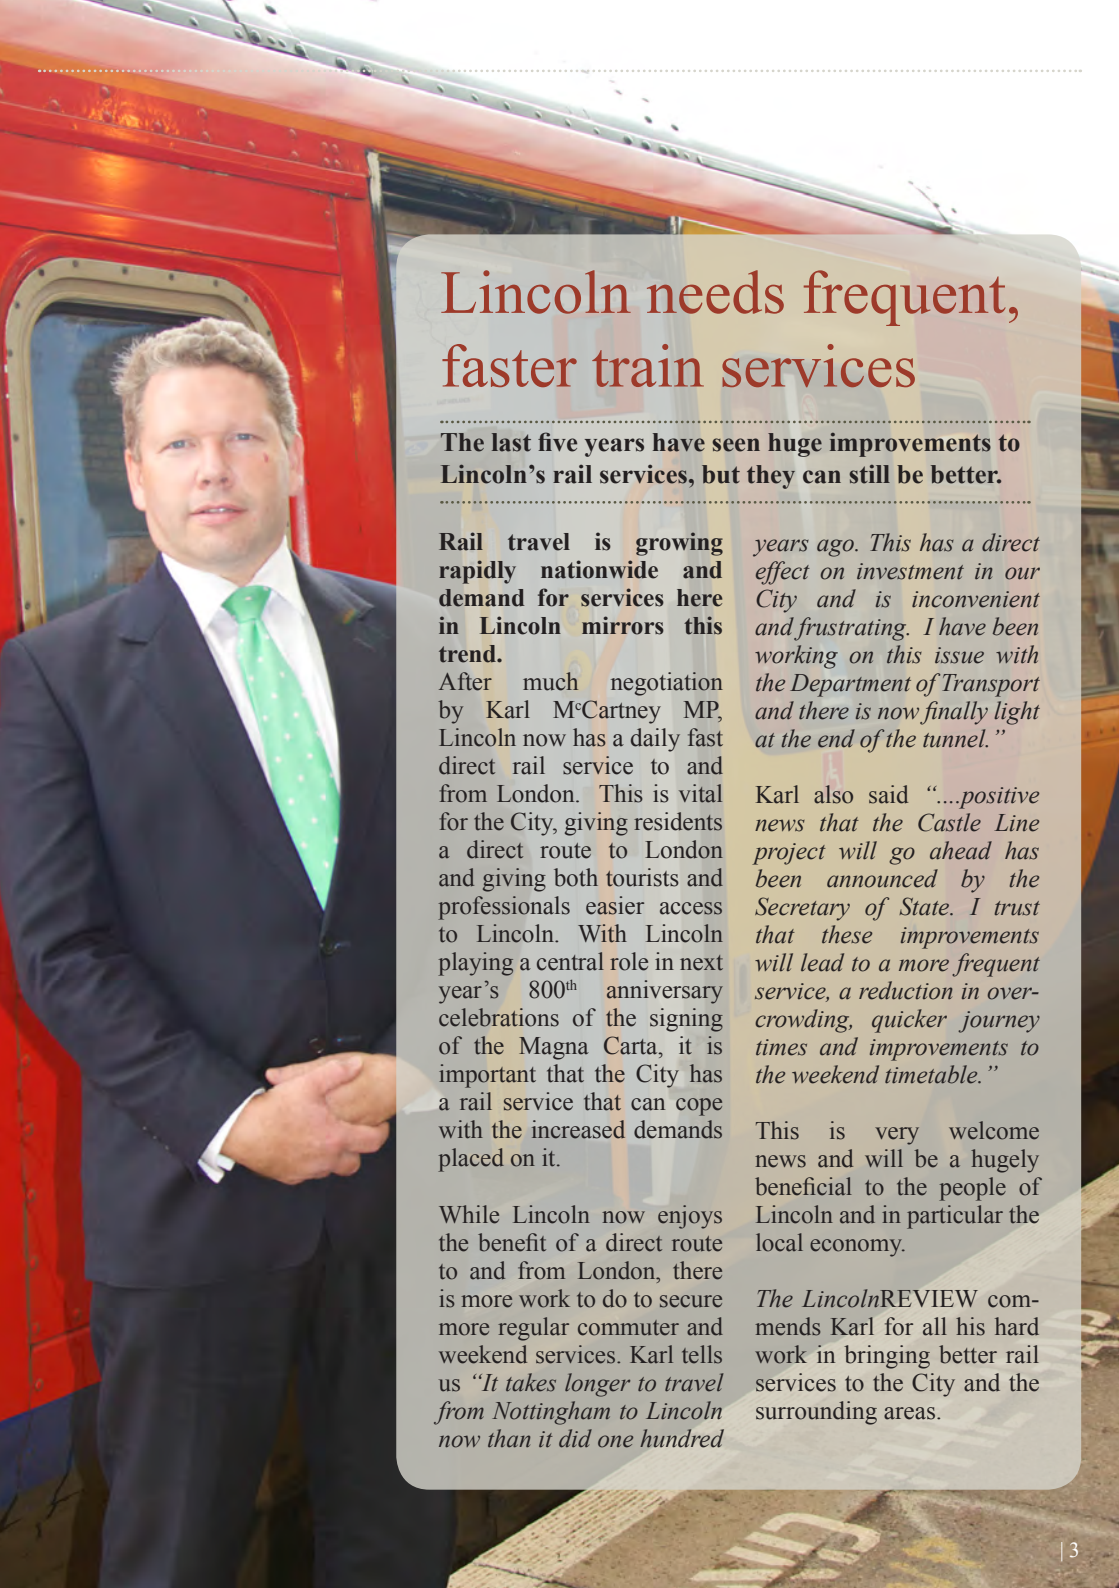 Lincoln needs frequent,
faster train services
The last five years have seen huge improvements to
Lincoln’s rail services, but they can still be better.
Rail travel is growing
rapidly nationwide and
demand for services here
in Lincoln mirrors this
trend.
After much negotiation
by Karl McCartney MP,
Lincoln now has a daily fast
direct rail service to and
from London. This is vital
for the City, giving residents
a direct route to London
and giving both tourists and
professionals easier access
to Lincoln. With Lincoln
playing a central role in next
year’s 800th anniversary
celebrations of the signing
of the Magna Carta, it is
important that the City has
a rail service that can cope
with the increased demands
placed on it.
While Lincoln now enjoys
the benefit of a direct route
to and from London, there
is more work to do to secure
more regular commuter and
weekend services. Karl tells
us “It takes longer to travel
from Nottingham to Lincoln
now than it did one hundred
years ago. This has a direct
effect on investment in our
City and is inconvenient
and frustrating. I have been
working on this issue with
the Department of Transport
and there is now finally light
at the end of the tunnel.”
Karl also said “....positive
news that the Castle Line
project will go ahead has
been announced by the
Secretary of State. I trust
that these improvements
will lead to a more frequent
service, a reduction in over-
crowding, quicker journey
times and improvements to
the weekend timetable.”
This is very welcome
news and will be a hugely
beneficial to the people of
Lincoln and in particular the
local economy.
The LincolnREVIEW com-
mends Karl for all his hard
work in bringing better rail
services to the City and the
surrounding areas.
| 3